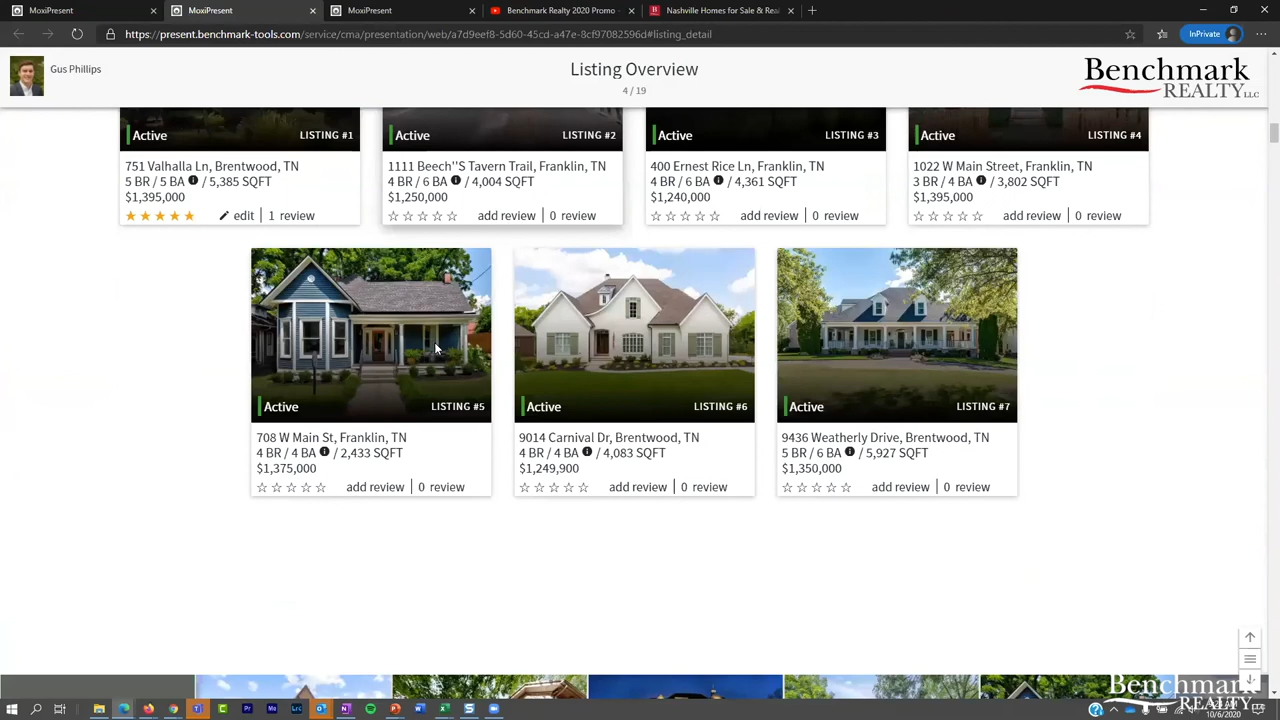 MoxiPresent
MoxiPresent
MoxiPresent
Benchmark Realty 2020 Promo -
Nashville Homes for Sale & Real
https://present.benchmark-tools.com/service/cma/presentation/web/a7d9eef8-5d60-45cd-a47e-8cf97082596d#listing_detail
InPrivate
Gus Phillips
Listing Overview
4 / 19
Benchmark
REALTY LLC
Active LISTING #1
Active LISTING #2
Active LISTING #3
Active LISTING #4
751 Valhalla Ln, Brentwood, TN
5 BR / 5 BA / 5,385 SQFT
$1,395,000
edit | 1 review
1111 Beech''S Tavern Trail, Franklin, TN
4 BR / 6 BA / 4,004 SQFT
$1,250,000
add review | 0 review
400 Ernest Rice Ln, Franklin, TN
4 BR / 6 BA / 4,361 SQFT
$1,240,000
add review | 0 review
1022 W Main Street, Franklin, TN
3 BR / 4 BA / 3,802 SQFT
$1,395,000
add review | 0 review
Active LISTING #5
Active LISTING #6
Active LISTING #7
708 W Main St, Franklin, TN
4 BR / 4 BA / 2,433 SQFT
$1,375,000
add review | 0 review
9014 Carnival Dr, Brentwood, TN
4 BR / 4 BA / 4,083 SQFT
$1,249,900
add review | 0 review
9436 Weatherly Drive, Brentwood, TN
5 BR / 6 BA / 5,927 SQFT
$1,350,000
add review | 0 review
Benchmark
REALTY LLC
10/6/2020